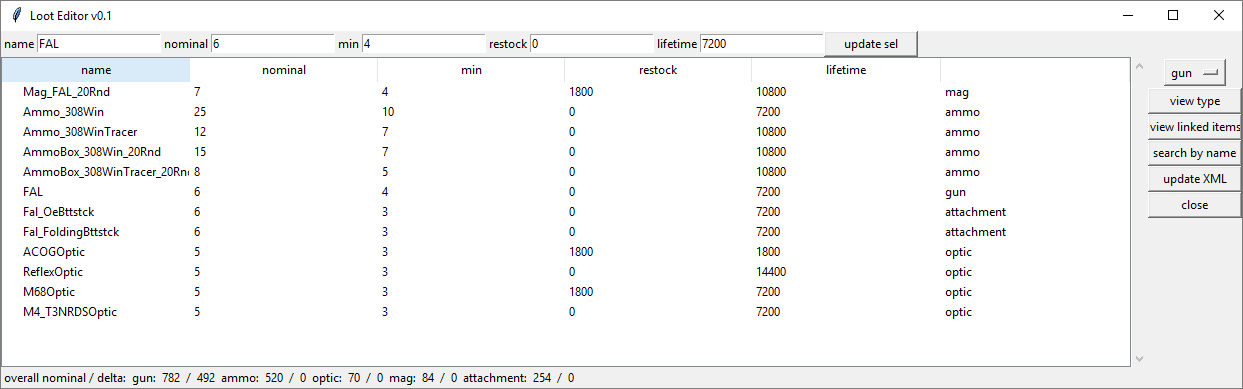 Loot Editor v0.1
name FAL nominal 6 min 4 restock 0 lifetime 7200 update sel
name nominal min restock lifetime
gun
Mag_FAL_20Rnd 7 4 1800 10800 mag
view type
Ammo_308Win 25 10 0 7200 ammo
view linked items
Ammo_308WinTracer 12 7 0 10800 ammo
AmmoBox_308Win_20Rnd 15 7 0 10800 ammo
search by name
AmmoBox_308WinTracer_20Rn 8 5 0 10800 ammo
update XML
FAL 6 4 0 7200 gun
close
Fal_OeBttstck 6 3 0 7200 attachment
Fal_FoldingBttstck 6 3 0 7200 attachment
ACOGOptic 5 3 1800 1800 optic
ReflexOptic 5 3 0 14400 optic
M68Optic 5 3 1800 7200 optic
M4_T3NRDSOptic 5 3 0 7200 optic
overall nominal / delta: gun: 782 / 492 ammo: 520 / 0 optic: 70 / 0 mag: 84 / 0 attachment: 254 / 0